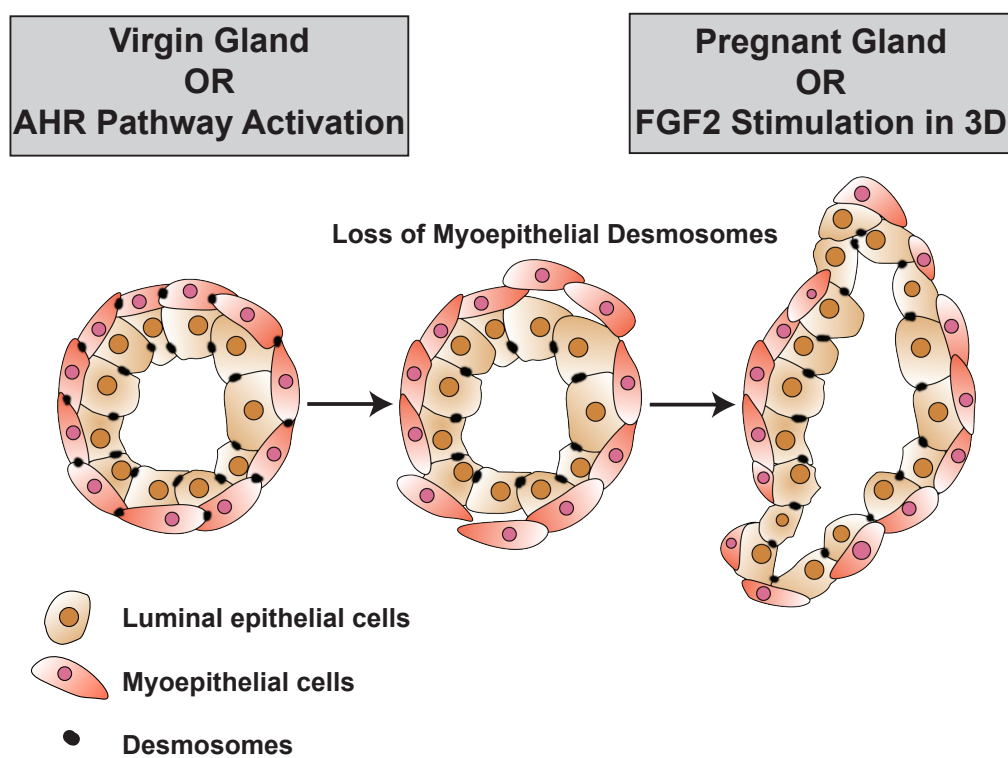 Virgin Gland
OR
AHR Pathway Activation
Pregnant Gland
OR
FGF2 Stimulation in 3D
Loss of Myoepithelial Desmosomes
Luminal epithelial cells
Myoepithelial cells
Desmosomes